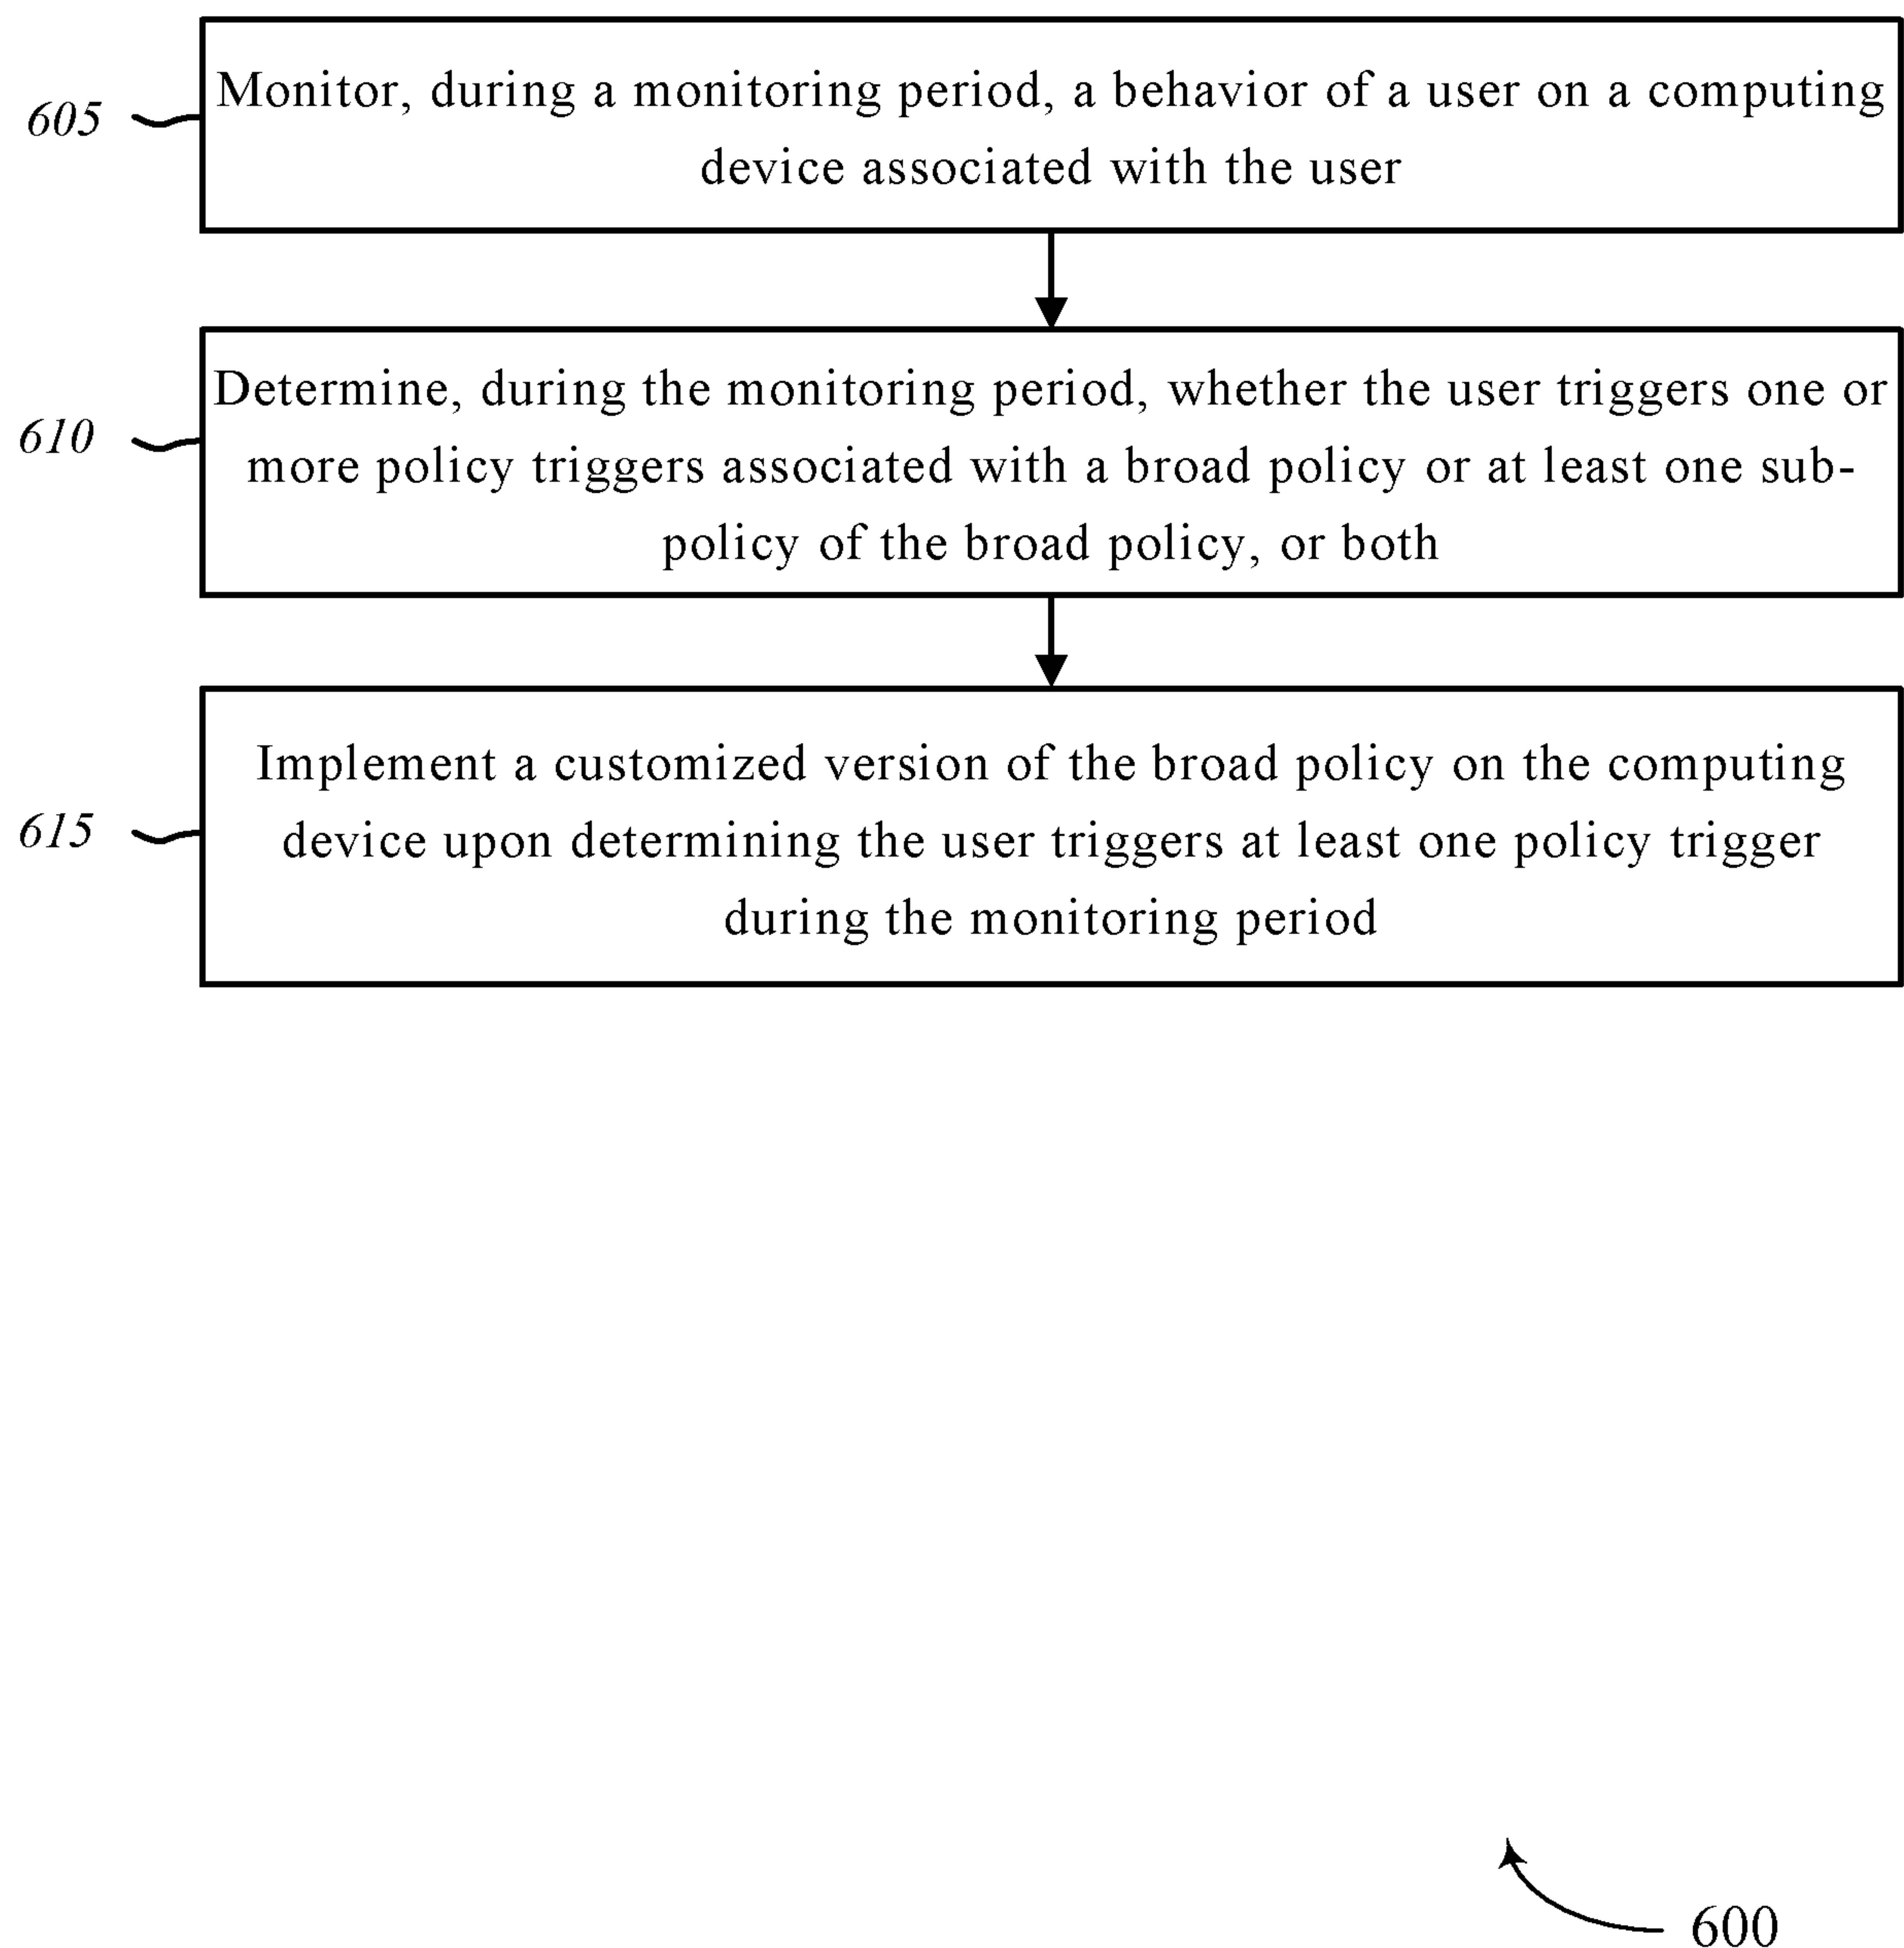 605
Monitor, during a monitoring period, a behavior of a user on a computing
device associated with the user
610
Determine, during the monitoring period, whether the user triggers one or
more policy triggers associated with a broad policy or at least one sub-
policy of the broad policy, or both
615
Implement a customized version of the broad policy on the computing
device upon determining the user triggers at least one policy trigger
during the monitoring period
600